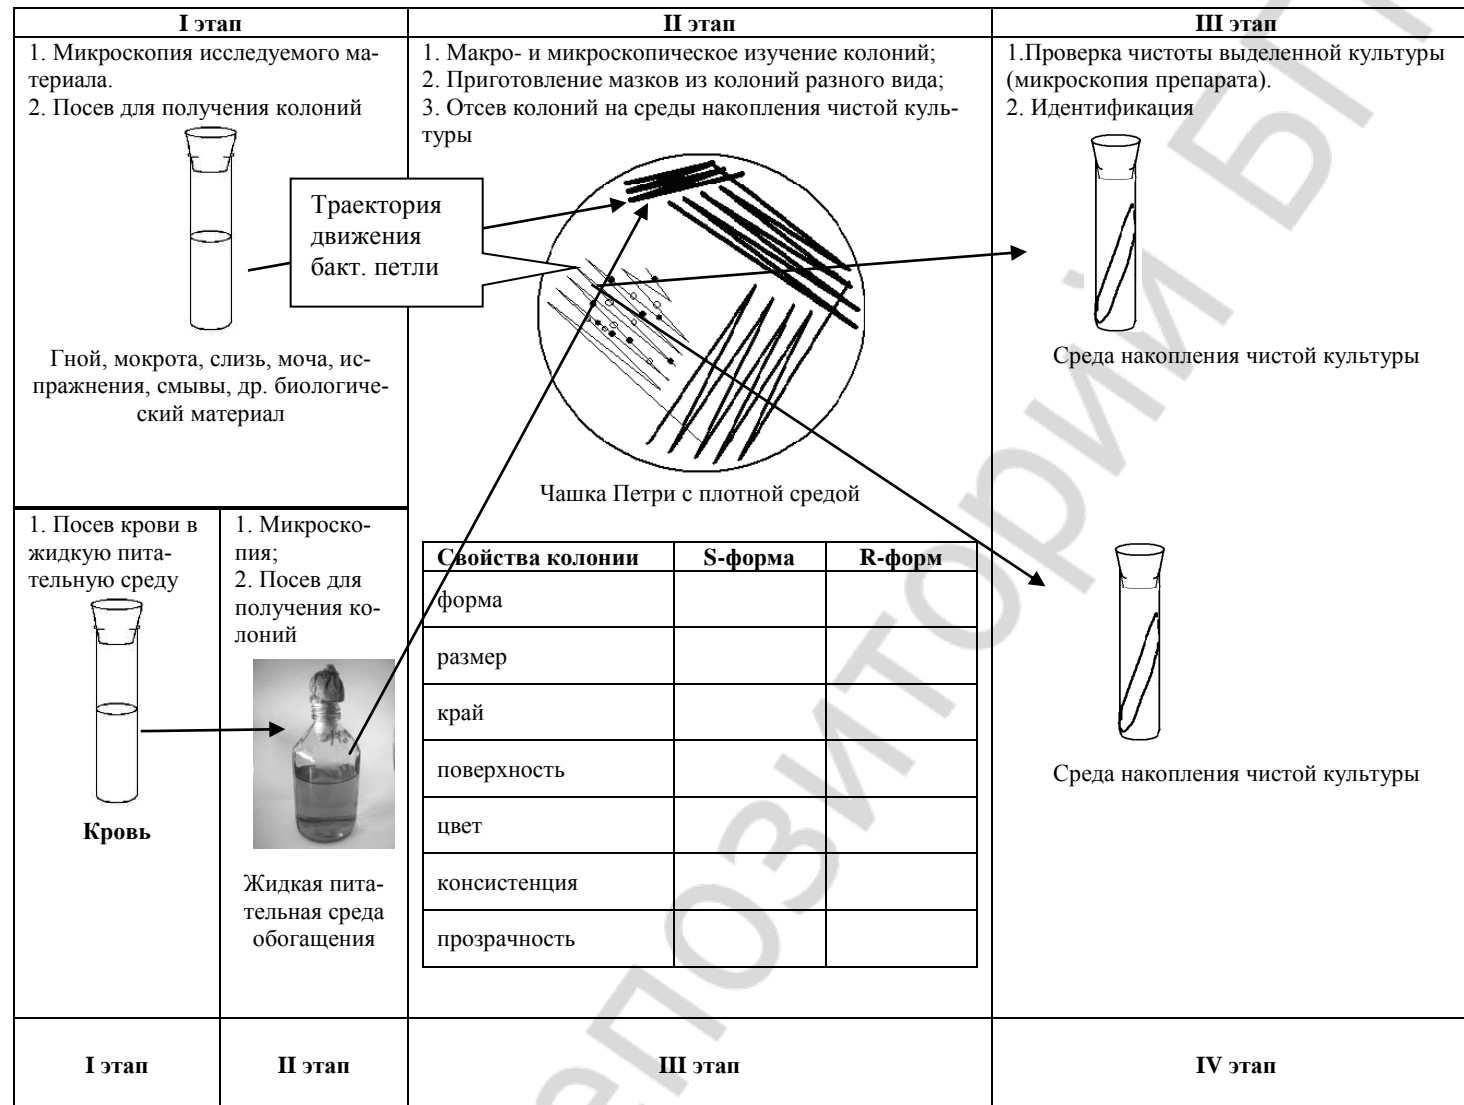 I этап
II этап
III этап
1. Микроскопия исследуемого ма-
териала.
2. Посев для получения колоний
Траектория
движения
бакт. петли
Гной, мокрота, слизь, моча, ис-
пражнения, смывы, др. биологиче-
ский материал
1. Макро- и микроскопическое изучение колоний;
2. Приготовление мазков из колоний разного вида;
3. Отсев колоний на среды накопления чистой куль-
туры
Чашка Петри с плотной средой
1.Проверка чистоты выделенной культуры
(микроскопия препарата).
2. Идентификация
Среда накопления чистой культуры
1. Посев крови в
жидкую пита-
тельную среду
Кровь
1. Микроско-
пия;
2. Посев для
получения ко-
лоний
Жидкая пита-
тельная среда
обогащения
Свойства колонии S-форма R-форм
форма
размер
край
поверхность
цвет
консистенция
прозрачность
Среда накопления чистой культуры
I этап
II этап
III этап
IV этап
епозиторий БГ